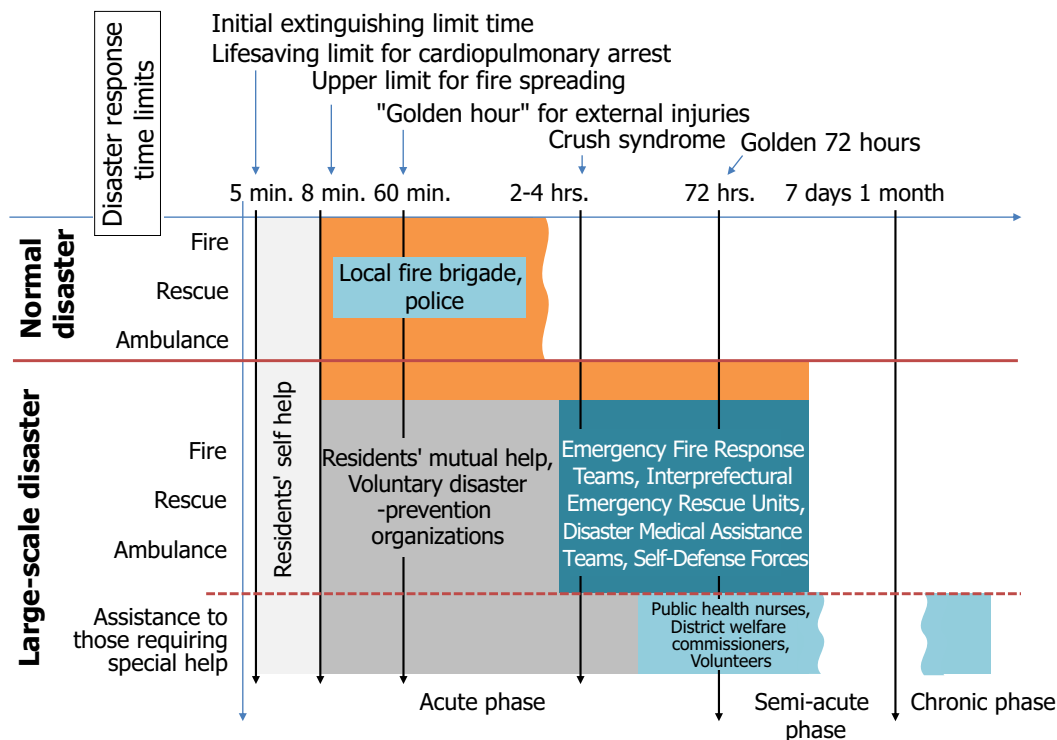 Disaster response
time limits
Initial extinguishing limit time
Lifesaving limit for cardiopulmonary arrest
Upper limit for fire spreading
"Golden hour" for external injuries
Crush syndrome
Golden 72 hours
5 min.
8 min.
60 min.
2-4 hrs.
72 hrs.
7 days
1 month
Normal
disaster
Fire
Rescue
Ambulance
Local fire brigade,
police
Large-scale disaster
Fire
Rescue
Ambulance
Residents' self help
Residents' mutual help,
Voluntary disaster
-prevention
organizations
Emergency Fire Response
Teams, Interprefectural
Emergency Rescue Units,
Disaster Medical Assistance
Teams, Self-Defense Forces
Assistance to
those requiring
special help
Public health nurses,
District welfare
commissioners,
Volunteers
Acute phase
Semi-acute
phase
Chronic phase